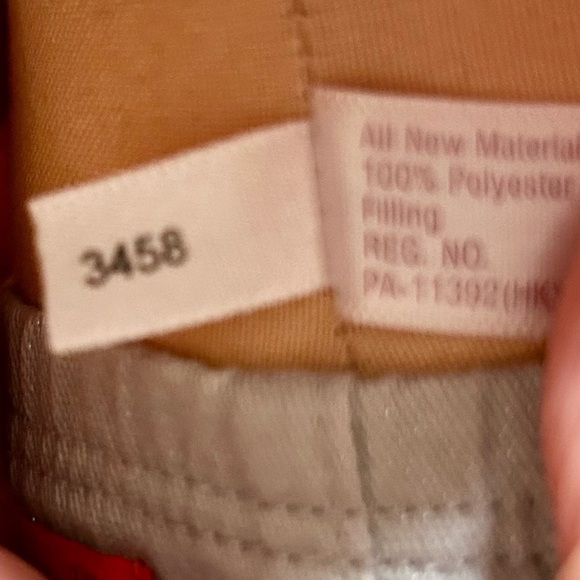 3458
All New Material
100% Polyester
Filling
REG. NO.
PA-11392(HK)